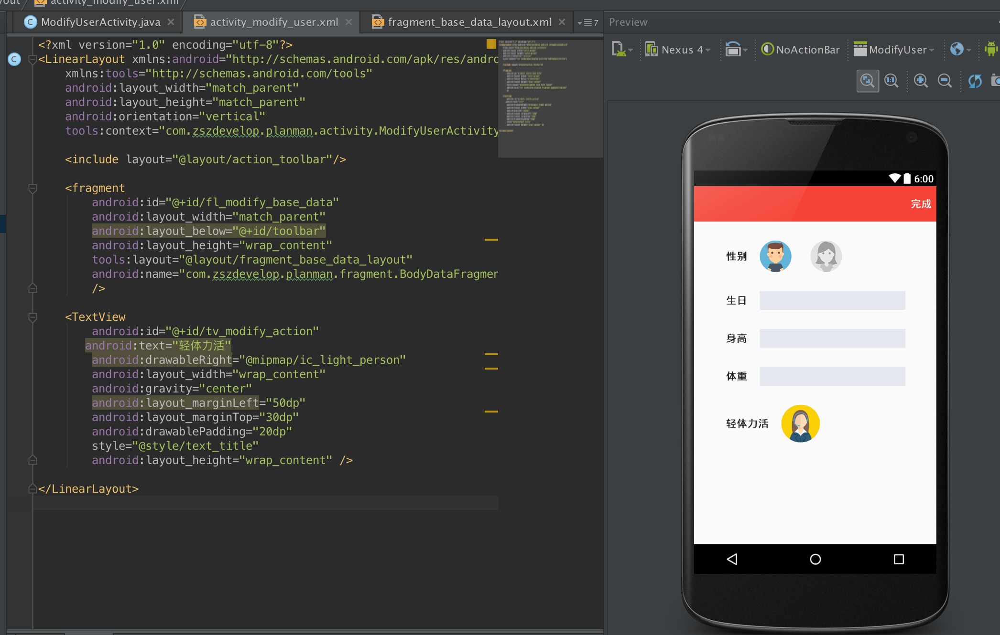 activity_modify_user.xml
ModifyUserActivity.java
activity_modify_user.xml
fragment_base_data_layout.xml
7
Preview
Nexus 4
NoActionBar
ModifyUser
<?xml version="1.0" encoding="utf-8"?>
<LinearLayout xmlns:android="http://schemas.android.com/apk/res/andro
    xmlns:tools="http://schemas.android.com/tools"
    android:layout_width="match_parent"
    android:layout_height="match_parent"
    android:orientation="vertical"
    tools:context="com.zszdevelop.planman.activity.ModifyUserActivity
    <include layout="@layout/action_toolbar"/>
    <fragment
        android:id="@+id/fl_modify_base_data"
        android:layout_width="match_parent"
        android:layout_below="@+id/toolbar"
        android:layout_height="wrap_content"
        tools:layout="@layout/fragment_base_data_layout"
        android:name="com.zszdevelop.planman.fragment.BodyDataFragmen
        />
    <TextView
        android:id="@+id/tv_modify_action"
       android:text="轻体力活"
        android:drawableRight="@mipmap/ic_light_person"
        android:layout_width="wrap_content"
        android:gravity="center"
        android:layout_marginLeft="50dp"
        android:layout_marginTop="30dp"
        android:drawablePadding="20dp"
        style="@style/text_title"
        android:layout_height="wrap_content" />
</LinearLayout>
1:1
6:00
完成
性别
生日
身高
体重
轻体力活